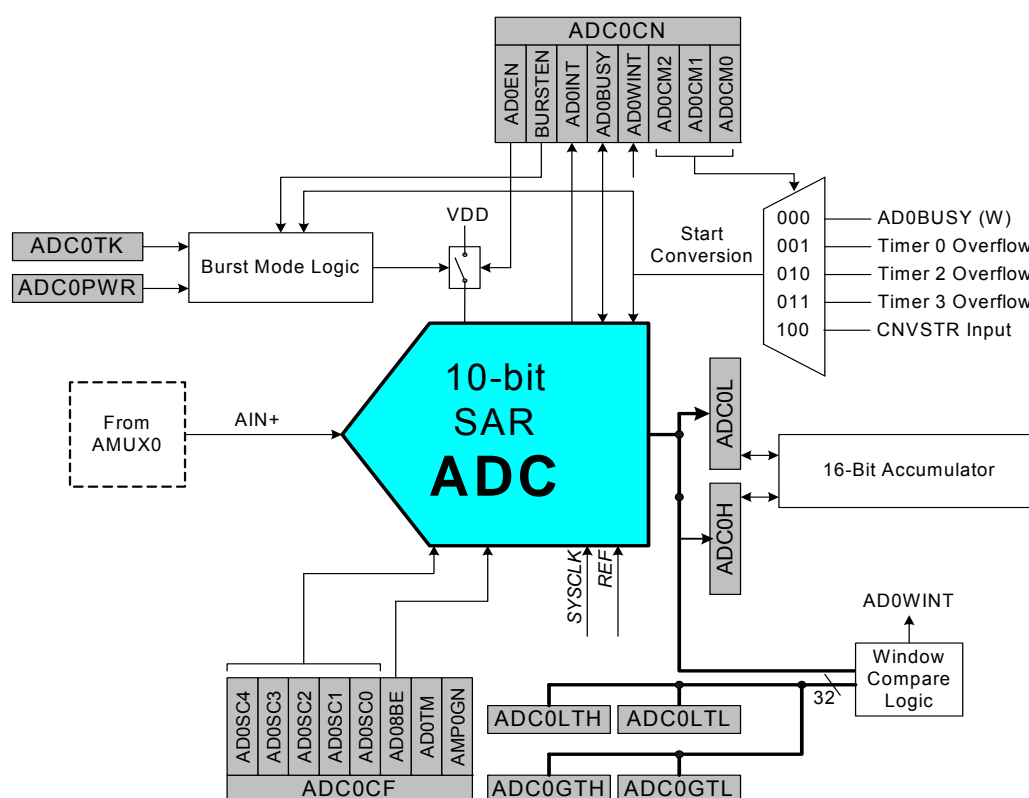 ADC0CN
AD0EN
BURSTEN
AD0INT
AD0BUSY
AD0WINT
AD0CM2
AD0CM1
AD0CM0
VDD
Start
Conversion
000
001
010
011
100
AD0BUSY (W)
Timer 0 Overflow
Timer 2 Overflow
Timer 3 Overflow
CNVSTR Input
ADC0TK
ADC0PWR
Burst Mode Logic
From
AMUX0
AIN+
10-bit
SAR
ADC
ADC0L
ADC0H
16-Bit Accumulator
SYSCLK
REF
AD0WINT
Window
Compare
Logic
32
AD0SC4
AD0SC3
AD0SC2
AD0SC1
AD0SC0
AD08BE
AD0TM
AMP0GN
ADC0CF
ADC0LTH
ADC0LTL
ADC0GTH
ADC0GTL